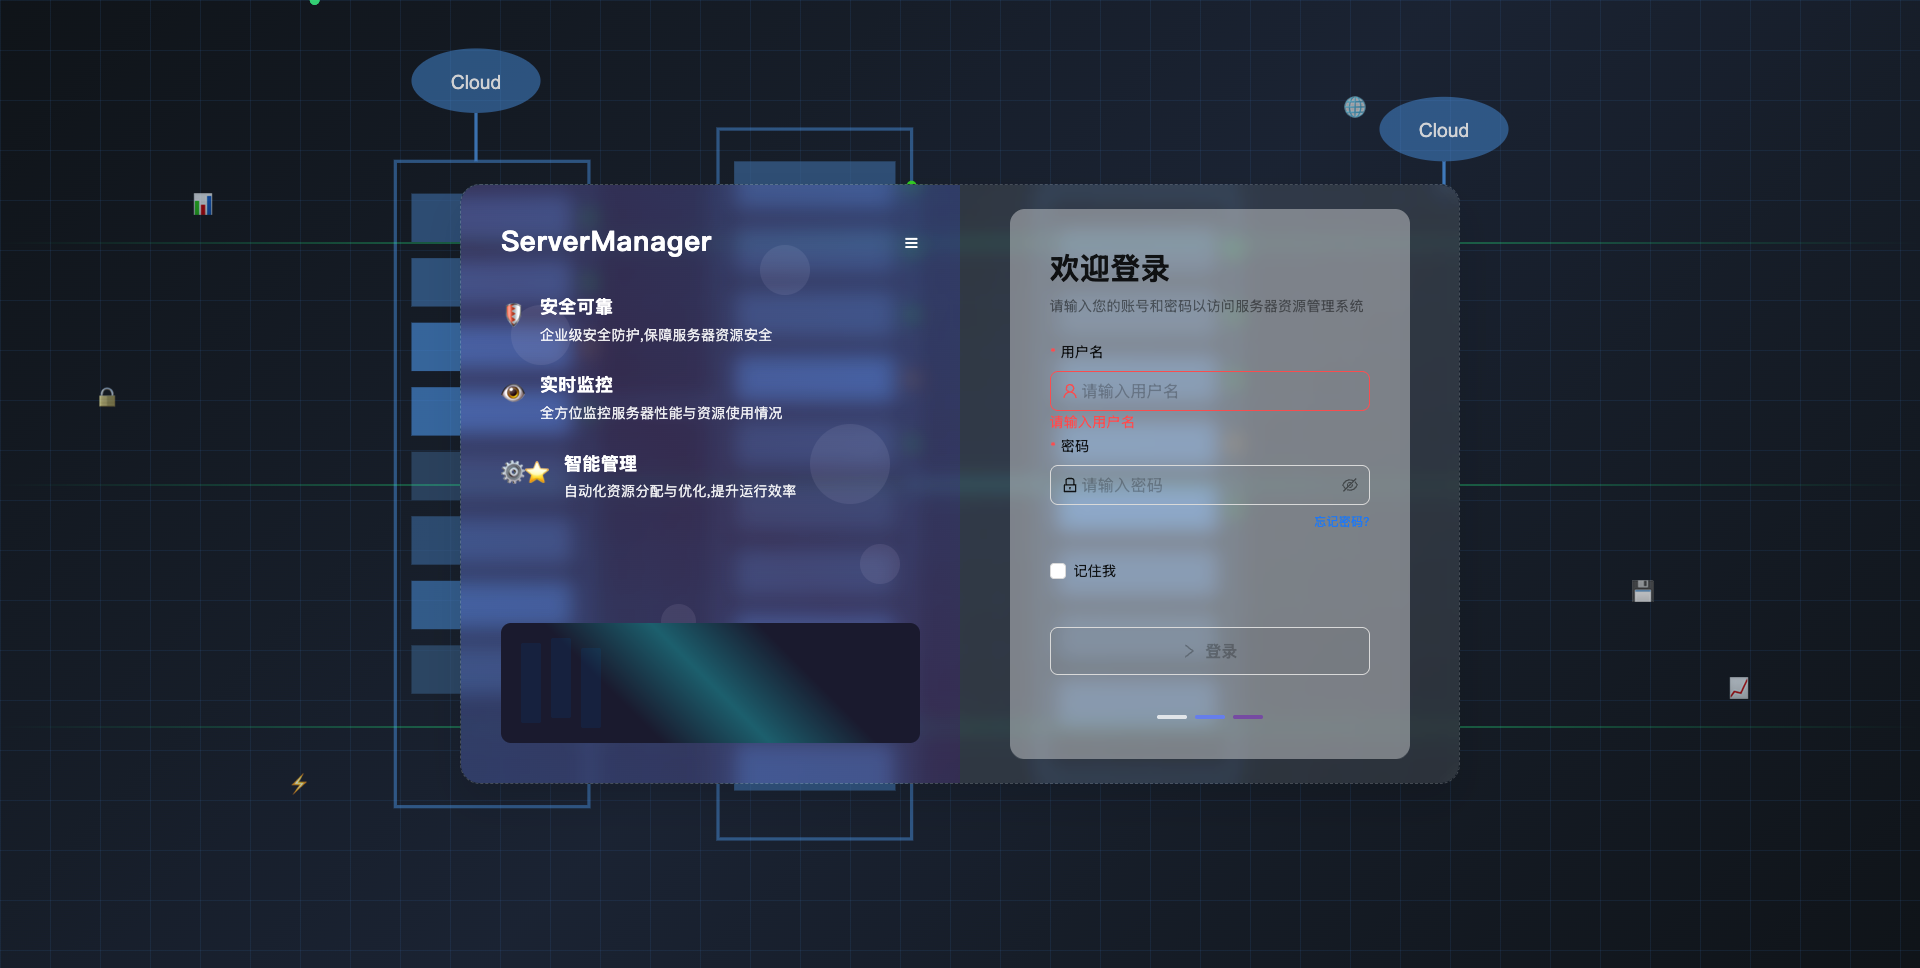 Cloud
Cloud
ServerManager
安全可靠
企业级安全防护,保障服务器资源安全
实时监控
全方位监控服务器性能与资源使用情况
智能管理
自动化资源分配与优化,提升运行效率
欢迎登录
请输入您的账号和密码以访问服务器资源管理系统
* 用户名
请输入用户名
请输入用户名
* 密码
请输入密码
忘记密码?
记住我
登录